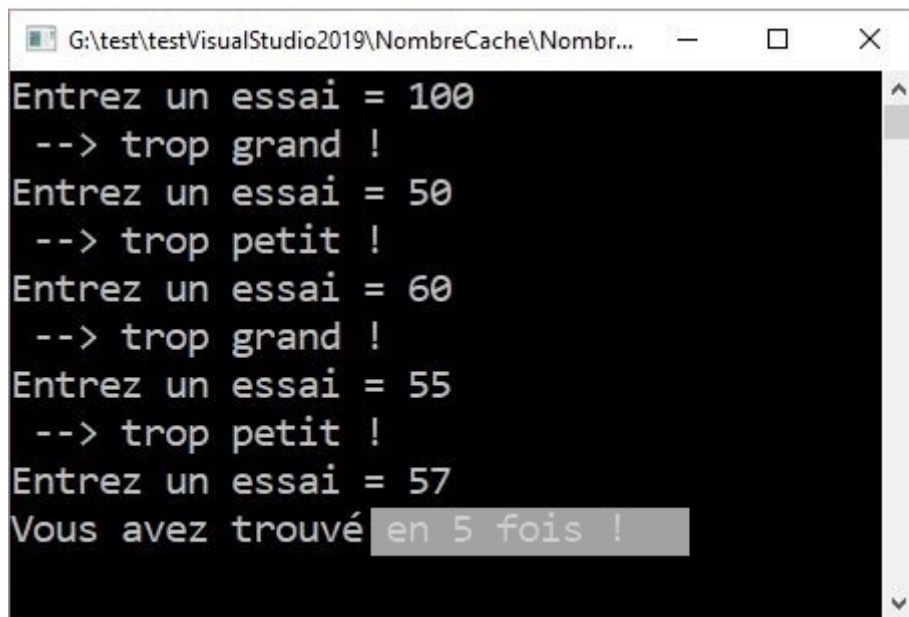 G:\test\testVisualStudio2019\NombreCache\Nombr...
Entrez un essai = 100
--> trop grand !
Entrez un essai = 50
--> trop petit !
Entrez un essai = 60
--> trop grand !
Entrez un essai = 55
--> trop petit !
Entrez un essai = 57
Vous avez trouvé en 5 fois !